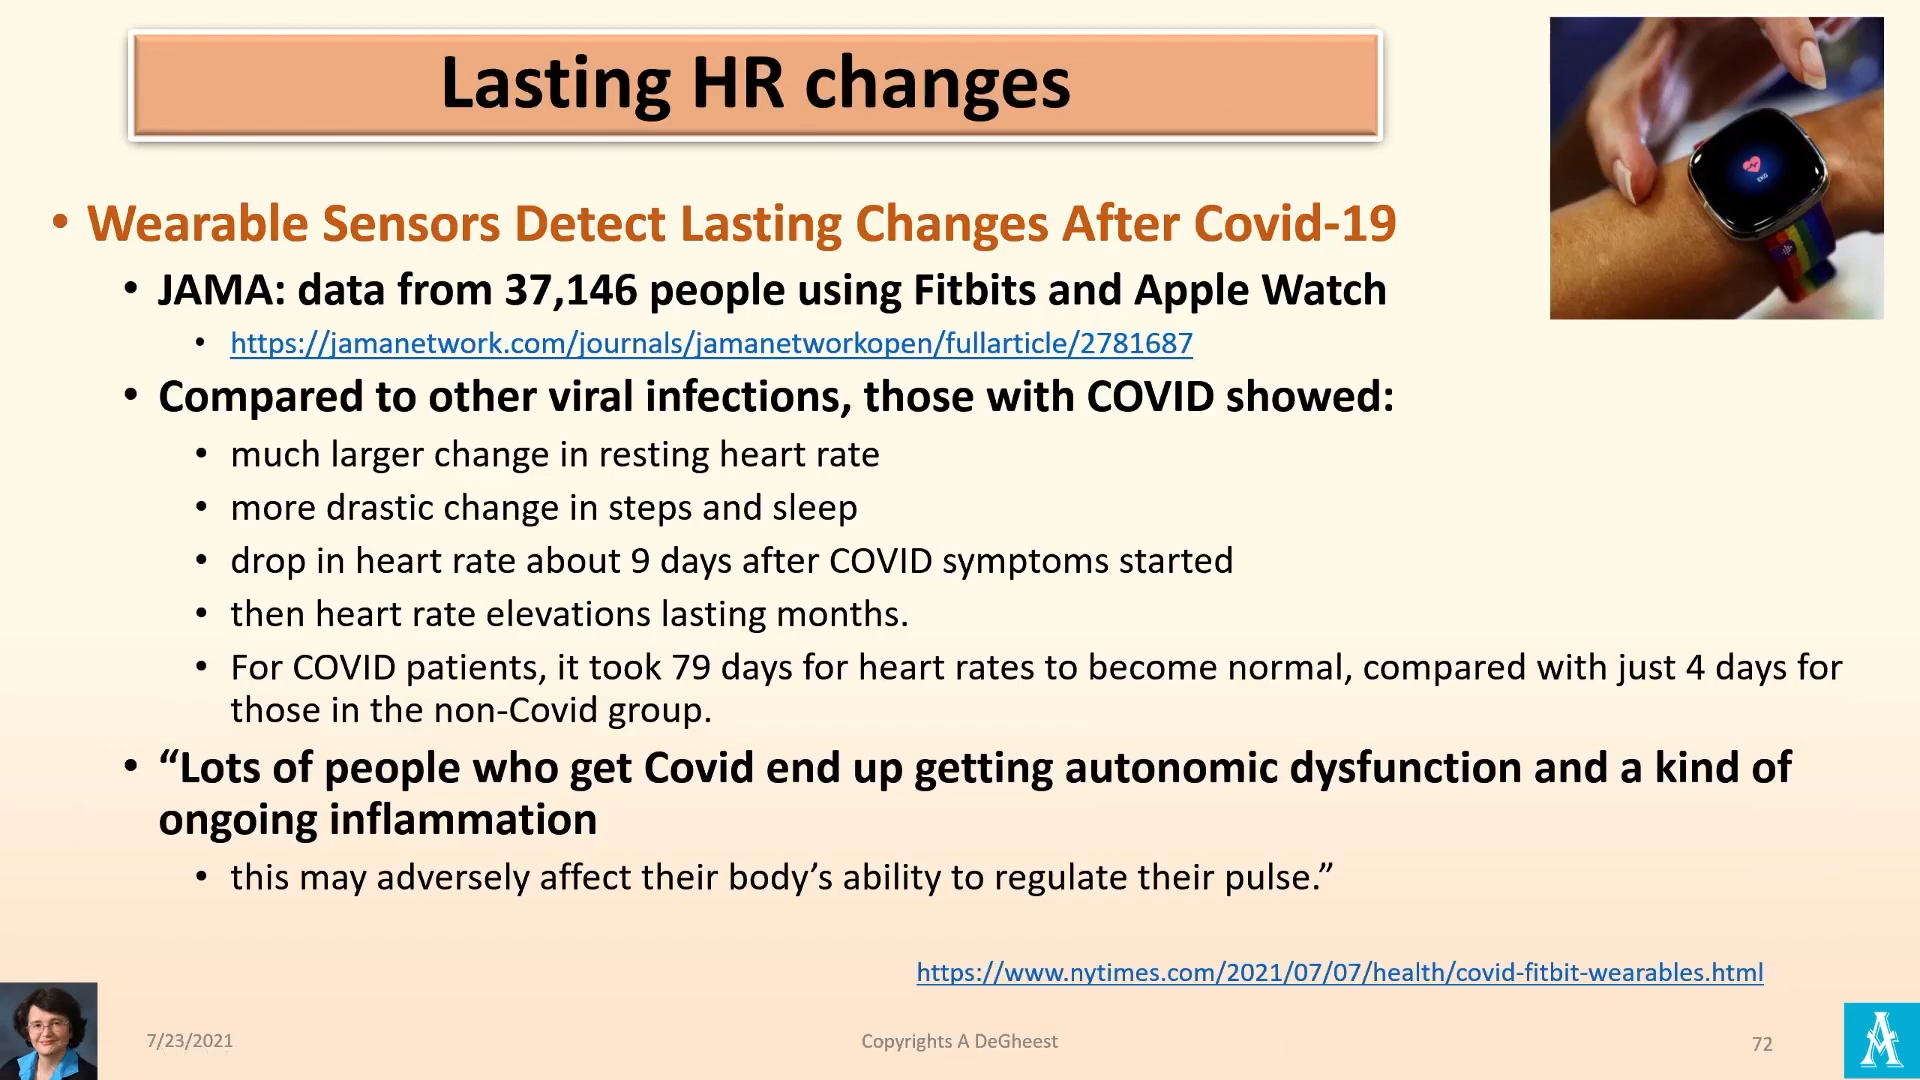 Lasting HR changes
• Wearable Sensors Detect Lasting Changes After Covid-19
• JAMA: data from 37,146 people using Fitbits and Apple Watch
• https://jamanetwork.com/journals/jamanetworkopen/fullarticle/2781687
• Compared to other viral infections, those with COVID showed:
• much larger change in resting heart rate
• more drastic change in steps and sleep
• drop in heart rate about 9 days after COVID symptoms started
• then heart rate elevations lasting months.
• For COVID patients, it took 79 days for heart rates to become normal, compared with just 4 days for
those in the non-Covid group.
• “Lots of people who get Covid end up getting autonomic dysfunction and a kind of
ongoing inflammation
• this may adversely affect their body’s ability to regulate their pulse.”
https://www.nytimes.com/2021/07/07/health/covid-fitbit-wearables.html
7/23/2021
Copyrights A DeGheest
72
A
EKG